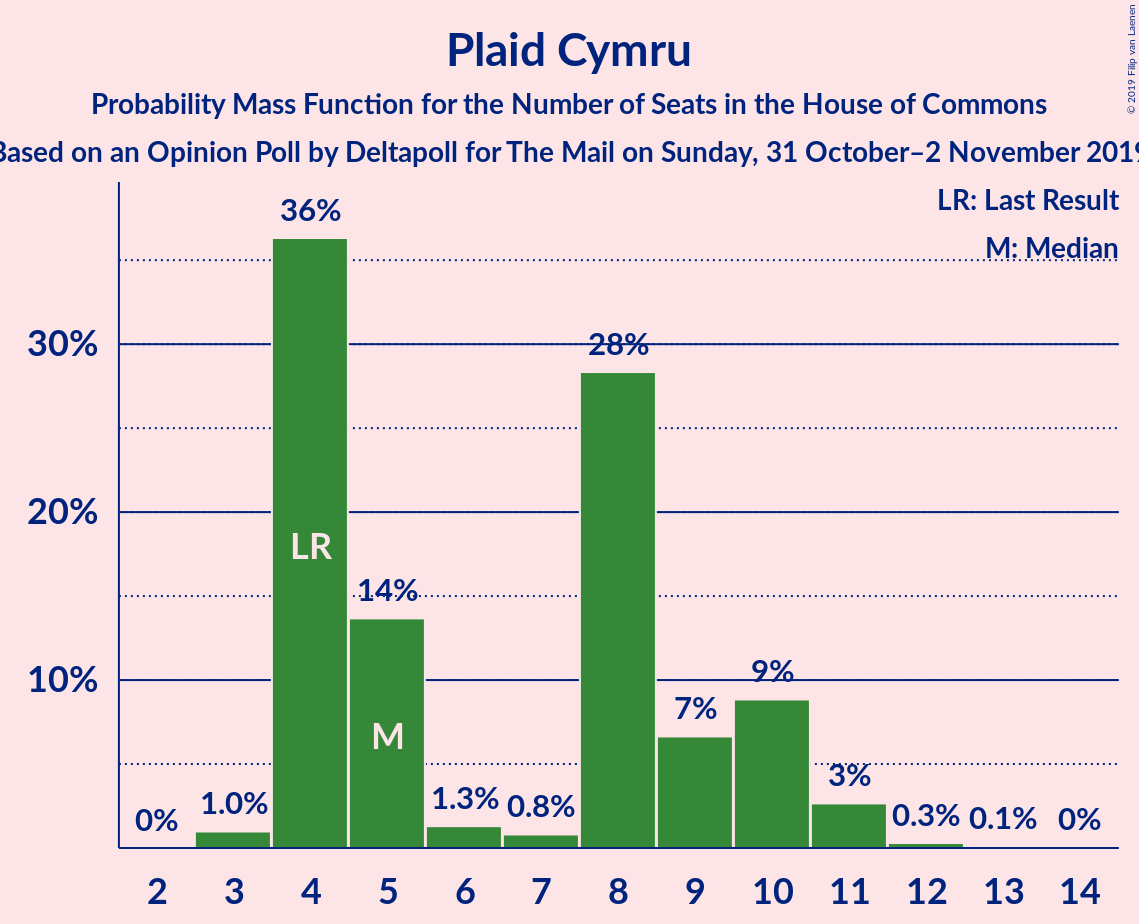 Plaid Cymru
Probability Mass Function for the Number of Seats in the House of Commons
Based on an Opinion Poll by Deltapoll for The Mail on Sunday, 31 October–2 November 2019
© 2019 Filip van Laenen
LR: Last Result
M: Median
30%
20%
10%
0%
1.0%
36%
14%
1.3%
0.8%
28%
7%
9%
3%
0.3%
0.1%
0%
LR
M
2 3 4 5 6 7 8 9 10 11 12 13 14